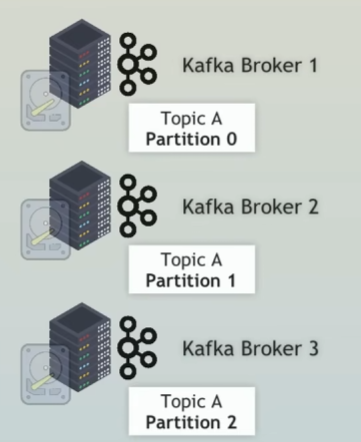 Kafka Broker 1
Topic A
Partition 0
Kafka Broker 2
Topic A
Partition 1
Kafka Broker 3
Topic A
Partition 2